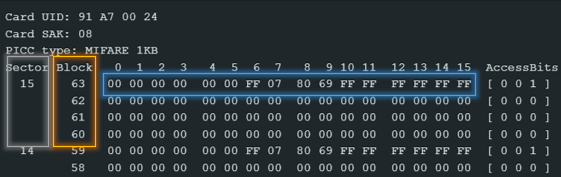 Card UID: 91 A7 00 24
Card SAK: 08
PICC type: MIFARE 1KB
Sector Block 0 1 2 3 4 5 6 7 8 9 10 11 12 13 14 15 AccessBits
15 63 00 00 00 00 00 00 FF 07 80 69 FF FF FF FF FF FF [ 0 0 1 ]
62 00 00 00 00 00 00 00 00 00 00 00 00 00 00 00 00 [ 0 0 0 ]
61 00 00 00 00 00 00 00 00 00 00 00 00 00 00 00 00 [ 0 0 0 ]
60 00 00 00 00 00 00 00 00 00 00 00 00 00 00 00 00 [ 0 0 0 ]
14 59 00 00 00 00 00 00 FF 07 80 69 FF FF FF FF FF FF [ 0 0 1 ]
58 00 00 00 00 00 00 00 00 00 00 00 00 00 00 00 00 [ 0 0 0 ]